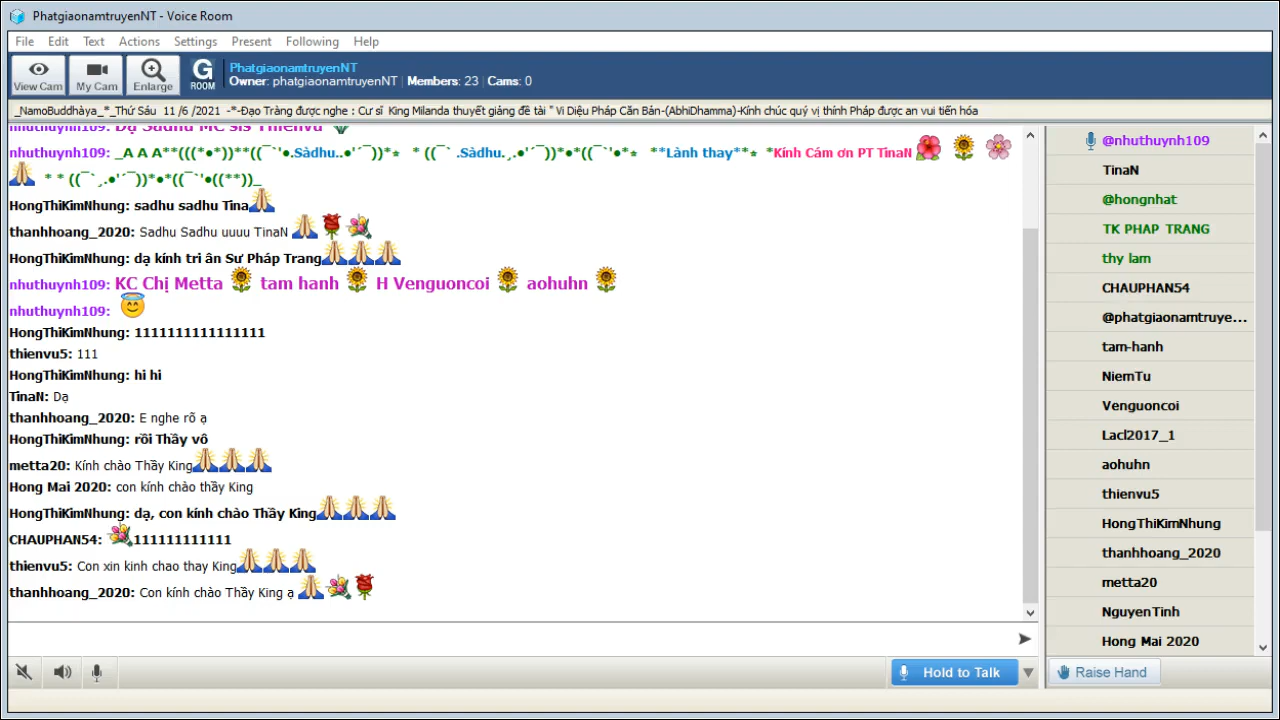 PhatgiaonamtruyenNT - Voice Room
File Edit Text Actions Settings Present Following Help
View Cam My Cam Enlarge G ROOM PhatgiaonamtruyenNT
Owner: phatgiaonamtruyenNT Members: 23 Cams: 0
_NamoBuddhàya_*_Thứ Sáu 11 /6 /2021 -*-Đạo Tràng được nghe : Cư sĩ King Milanda thuyết giảng đề tài " Vi Diệu Pháp Căn Bản-(AbhiDhamma)-Kính chúc quý vị thính Pháp được an vui tiến hóa
nhuthuynh109: Dạ Sadhu MC sis Thienvu
nhuthuynh109: _A A A**(((*•*))**((¯`•.Sàdhu..•'´¯))*⭑ * ((¯` .Sàdhu.¸.•'´¯))*•*((¯`'•*⭑ **Lành thay**⭑ *Kính Cám ơn PT TinaN
* * ((¯`¸.•'´¯))*•*((¯`'•((**))_
HongThiKimNhung: sadhu sadhu Tina
thanhhoang_2020: Sadhu Sadhu uuuu TinaN
HongThiKimNhung: dạ kính tri ân Sư Pháp Trang
nhuthuynh109: KC Chị Metta tam hanh H Venguoncoi aohuhn
nhuthuynh109:
HongThiKimNhung: 1111111111111111
thienvu5: 111
HongThiKimNhung: hi hi
TinaN: Dạ
thanhhoang_2020: E nghe rõ ạ
HongThiKimNhung: rồi Thầy vô
metta20: Kính chào Thầy King
Hong Mai 2020: con kính chào thầy King
HongThiKimNhung: dạ, con kính chào Thầy King
CHAUPHAN54: 111111111111
thienvu5: Con xin kinh chao thay King
thanhhoang_2020: Con kính chào Thầy King ạ
Hold to Talk
@nhuthuynh109
TinaN
@hongnhat
TK PHAP TRANG
thy lam
CHAUPHAN54
@phatgiaonamtruye...
tam-hanh
NiemTu
Venguoncoi
Lacl2017_1
aohuhn
thienvu5
HongThiKimNhung
thanhhoang_2020
metta20
NguyenTinh
Hong Mai 2020
Raise Hand